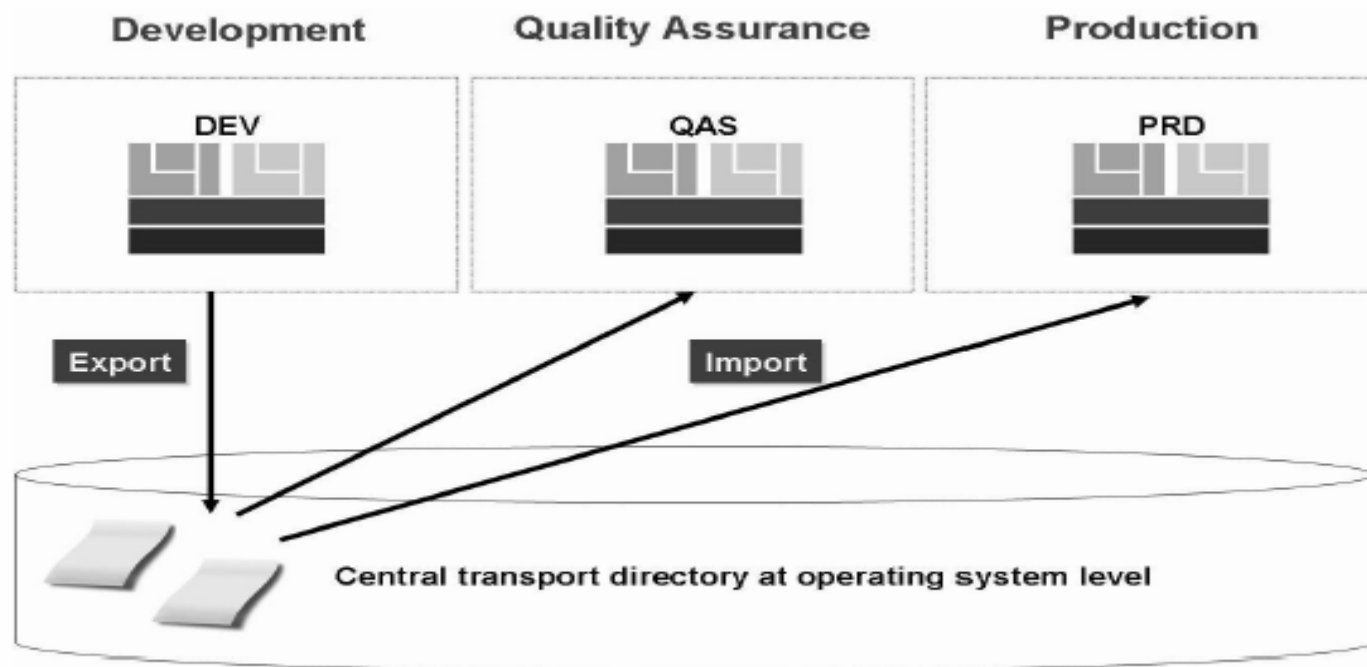 Development
Quality Assurance
Production
DEV
QAS
PRD
Export
Import
Central transport directory at operating system level